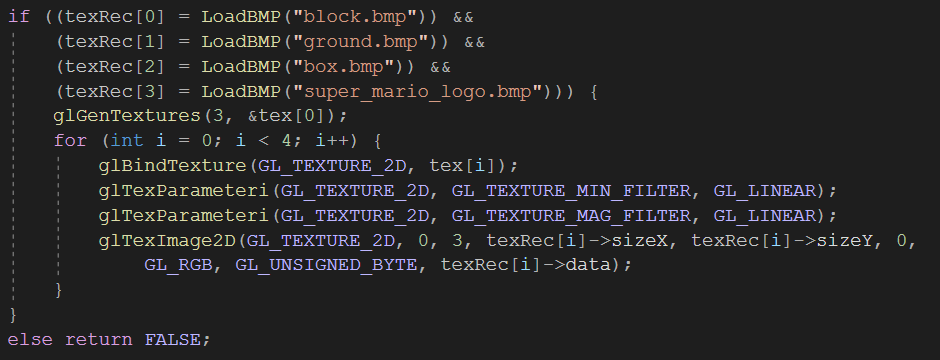 if ((texRec[0] = LoadBMP("block.bmp")) &&
(texRec[1] = LoadBMP("ground.bmp")) &&
(texRec[2] = LoadBMP("box.bmp")) &&
(texRec[3] = LoadBMP("super_mario_logo.bmp"))) {
glGenTextures(3, &tex[0]);
for (int i = 0; i < 4; i++) {
glBindTexture(GL_TEXTURE_2D, tex[i]);
glTexParameteri(GL_TEXTURE_2D, GL_TEXTURE_MIN_FILTER, GL_LINEAR);
glTexParameteri(GL_TEXTURE_2D, GL_TEXTURE_MAG_FILTER, GL_LINEAR);
glTexImage2D(GL_TEXTURE_2D, 0, 3, texRec[i]->sizeX, texRec[i]->sizeY, 0,
GL_RGB, GL_UNSIGNED_BYTE, texRec[i]->data);
}
}
else return FALSE;